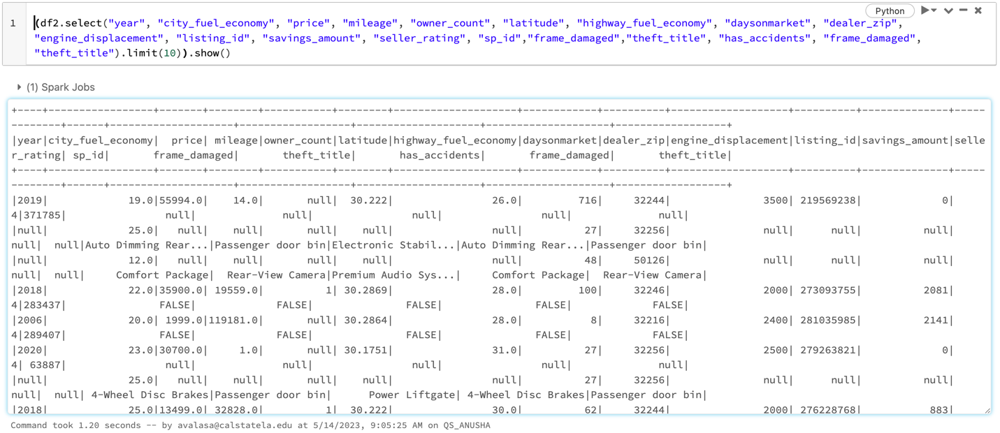 Python
1
(df2.select("year", "city_fuel_economy", "price", "mileage", "owner_count", "latitude", "highway_fuel_economy", "daysonmarket", "dealer_zip",
"engine_displacement", "listing_id", "savings_amount", "seller_rating", "sp_id","frame_damaged","theft_title", "has_accidents", "frame_damaged",
"theft_title").limit(10)).show()
(1) Spark Jobs
+----+-----------------+-------+--------+-----------+--------+--------------------+------------+----------+-------------------+----------+--------------+-----
--------+------+--------------------+------------------+--------------------+--------------------+------------------+
|year|city_fuel_economy|  price| mileage|owner_count|latitude|highway_fuel_economy|daysonmarket|dealer_zip|engine_displacement|listing_id|savings_amount|selle
r_rating| sp_id|       frame_damaged|       theft_title|       has_accidents|       frame_damaged|       theft_title|
+----+-----------------+-------+--------+-----------+--------+--------------------+------------+----------+-------------------+----------+--------------+-----
--------+------+--------------------+------------------+--------------------+--------------------+------------------+
|2019|             19.0|55994.0|    14.0|       null|  30.222|                26.0|         716|     32244|               3500| 219569238|             0|
4|371785|                null|              null|                null|                null|              null|
|null|             25.0|   null|    null|       null|    null|                null|          27|     32256|               null|      null|          null|
null|  null|Auto Dimming Rear...|Passenger door bin|Electronic Stabil...|Auto Dimming Rear...|Passenger door bin|
|null|             12.0|   null|    null|       null|    null|                null|          48|     50126|               null|      null|          null|
null|  null|     Comfort Package|  Rear-View Camera|Premium Audio Sys...|     Comfort Package|  Rear-View Camera|
|2018|             22.0|35900.0| 19559.0|          1| 30.2869|                28.0|         100|     32246|               2000| 273093755|          2081|
4|283437|               FALSE|             FALSE|               FALSE|               FALSE|             FALSE|
|2006|             20.0| 1999.0|119181.0|       null| 30.2864|                28.0|           8|     32216|               2400| 281035985|          2141|
4|289407|               FALSE|             FALSE|               FALSE|               FALSE|             FALSE|
|2020|             23.0|30700.0|     1.0|       null| 30.1751|                31.0|          27|     32256|               2500| 279263821|             0|
4| 63887|                null|              null|                null|                null|              null|
|null|             25.0|   null|    null|       null|    null|                null|          27|     32256|               null|      null|          null|
null|  null| 4-Wheel Disc Brakes|Passenger door bin|      Power Liftgate| 4-Wheel Disc Brakes|Passenger door bin|
|2018|             25.0|13499.0| 32828.0|          1|  30.222|                30.0|          62|     32244|               2000| 276228768|           883|
Command took 1.20 seconds -- by avalasa@calstatela.edu at 5/14/2023, 9:05:25 AM on QS_ANUSHA